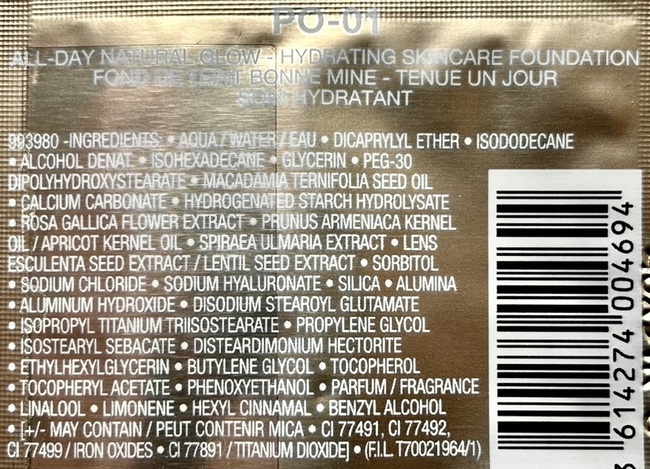 PO-01
ALL-DAY NATURAL GLOW - HYDRATING SKINCARE FOUNDATION
FOND DE TEINT BONNE MINE - TENUE UN JOUR
SOIN HYDRATANT
993980 -INGREDIENTS: • AQUA / WATER / EAU • DICAPRYLYL ETHER • ISODODECANE
• ALCOHOL DENAT. • ISOHEXADECANE • GLYCERIN • PEG-30
DIPOLYHYDROXYSTEARATE • MACADAMIA TERNIFOLIA SEED OIL
• CALCIUM CARBONATE • HYDROGENATED STARCH HYDROLYSATE
• ROSA GALLICA FLOWER EXTRACT • PRUNUS ARMENIACA KERNEL
OIL / APRICOT KERNEL OIL • SPIRAEA ULMARIA EXTRACT • LENS
ESCULENTA SEED EXTRACT / LENTIL SEED EXTRACT • SORBITOL
• SODIUM CHLORIDE • SODIUM HYALURONATE • SILICA • ALUMINA
• ALUMINUM HYDROXIDE • DISODIUM STEAROYL GLUTAMATE
• ISOPROPYL TITANIUM TRIISOSTEARATE • PROPYLENE GLYCOL
• ISOSTEARYL SEBACATE • DISTEARDIMONIUM HECTORITE
• ETHYLHEXYLGLYCERIN • BUTYLENE GLYCOL • TOCOPHEROL
• TOCOPHERYL ACETATE • PHENOXYETHANOL • PARFUM / FRAGRANCE
• LINALOOL • LIMONENE • HEXYL CINNAMAL • BENZYL ALCOHOL
• [+/- MAY CONTAIN / PEUT CONTENIR MICA • CI 77491, CI 77492,
CI 77499 / IRON OXIDES • CI 77891 / TITANIUM DIOXIDE] • (F.I.L. T70021964/1)
614274 004694